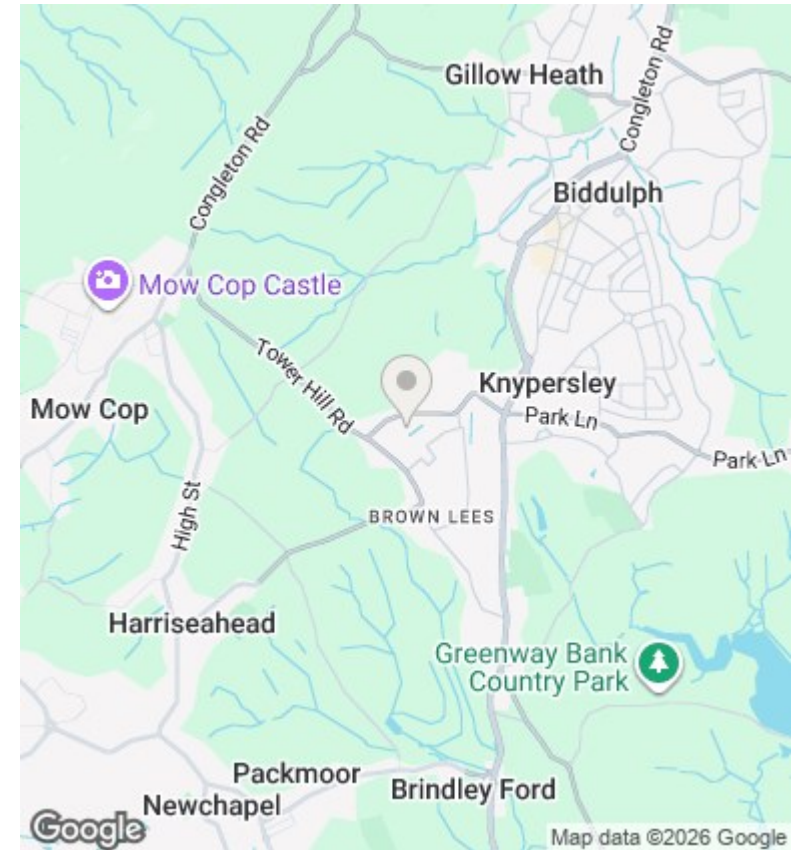 Gillow Heath
Congleton Rd
Congleton Rd
Biddulph
Mow Cop Castle
Tower Hill Rd
Knypersley
Mow Cop
Park Ln
Park Ln
High St
BROWN LEES
Harriseahead
Greenway Bank
Country Park
Packmoor
Brindley Ford
Newchapel
Google
Map data ©2026 Google